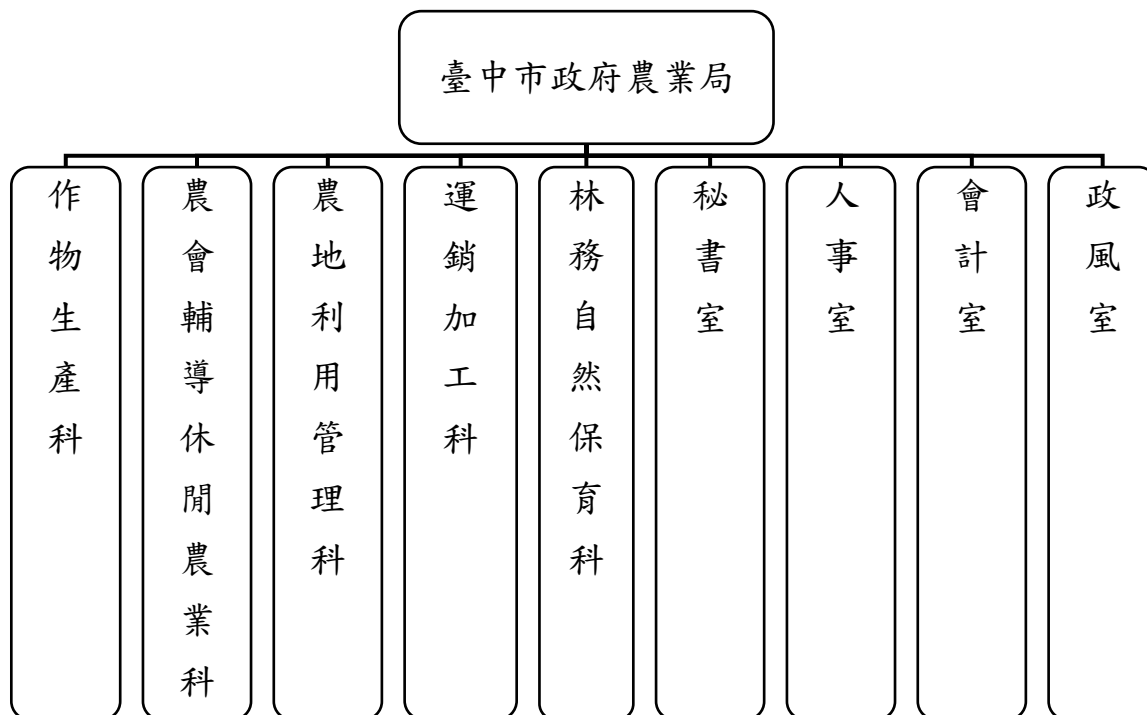 臺中市政府農業局
作物生產科
農會輔導休閒農業科
農地利用管理科
運銷加工科
林務自然保育科
秘書室
人事室
會計室
政風室